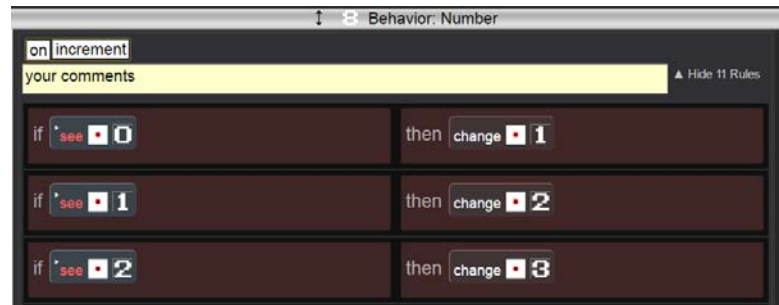 8 Behavior: Number
on increment
your comments ▲ Hide 11 Rules
if see 0 then change 1
if see 1 then change 2
if see 2 then change 3